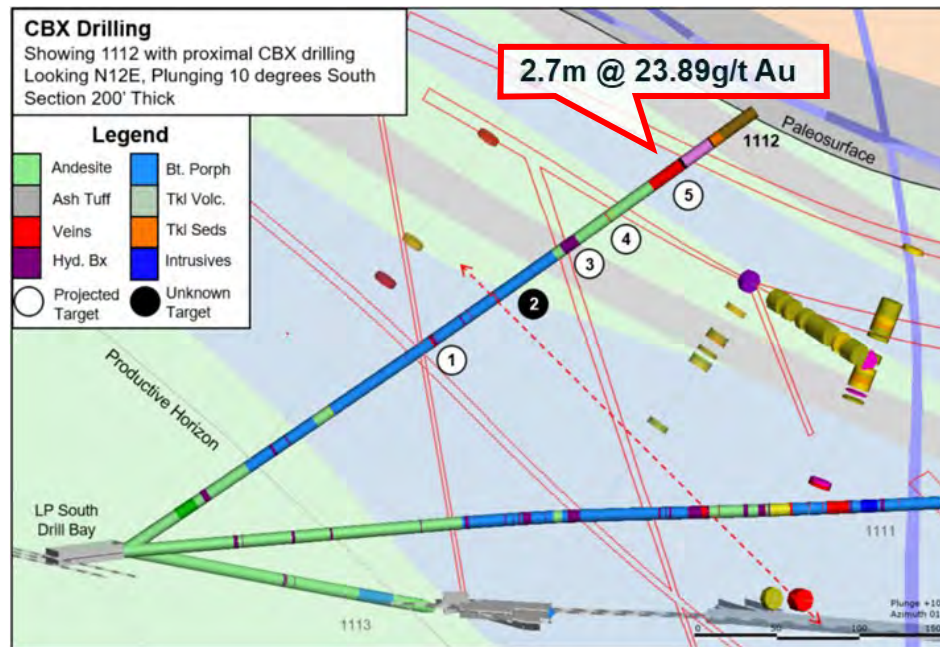 CBX Drilling
Showing 1112 with proximal CBX drilling
Looking N12E, Plunging 10 degrees South
Section 200' Thick
2.7m @ 23.89g/t Au
Legend
Andesite
Bt. Porph
Ash Tuff
Tkl Volc.
Veins
Tkl Seds
Hyd. Bx
Intrusives
Projected
Target
Unknown
Target
1112
Paleosurface
5
4
3
2
1
Productive Horizon
LP South
Drill Bay
1111
1113
Plunge +10
Azimuth 01
0
50
100
150